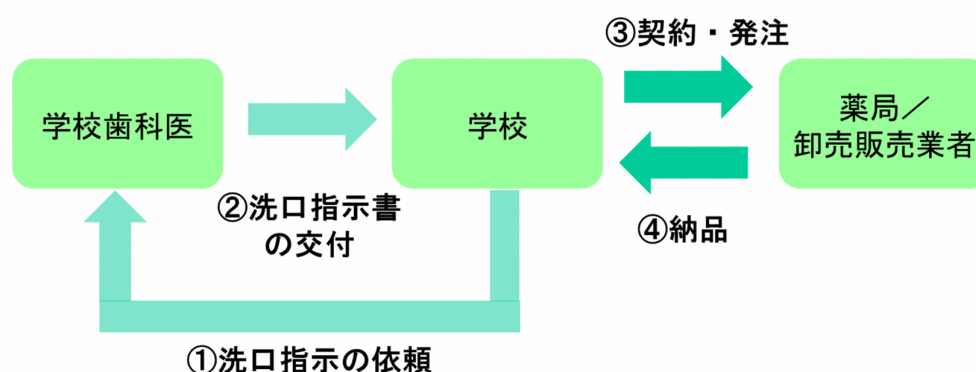 ③契約・発注
学校歯科医
学校
薬局／
卸売販売業者
②洗口指示書
の交付
④納品
①洗口指示の依頼